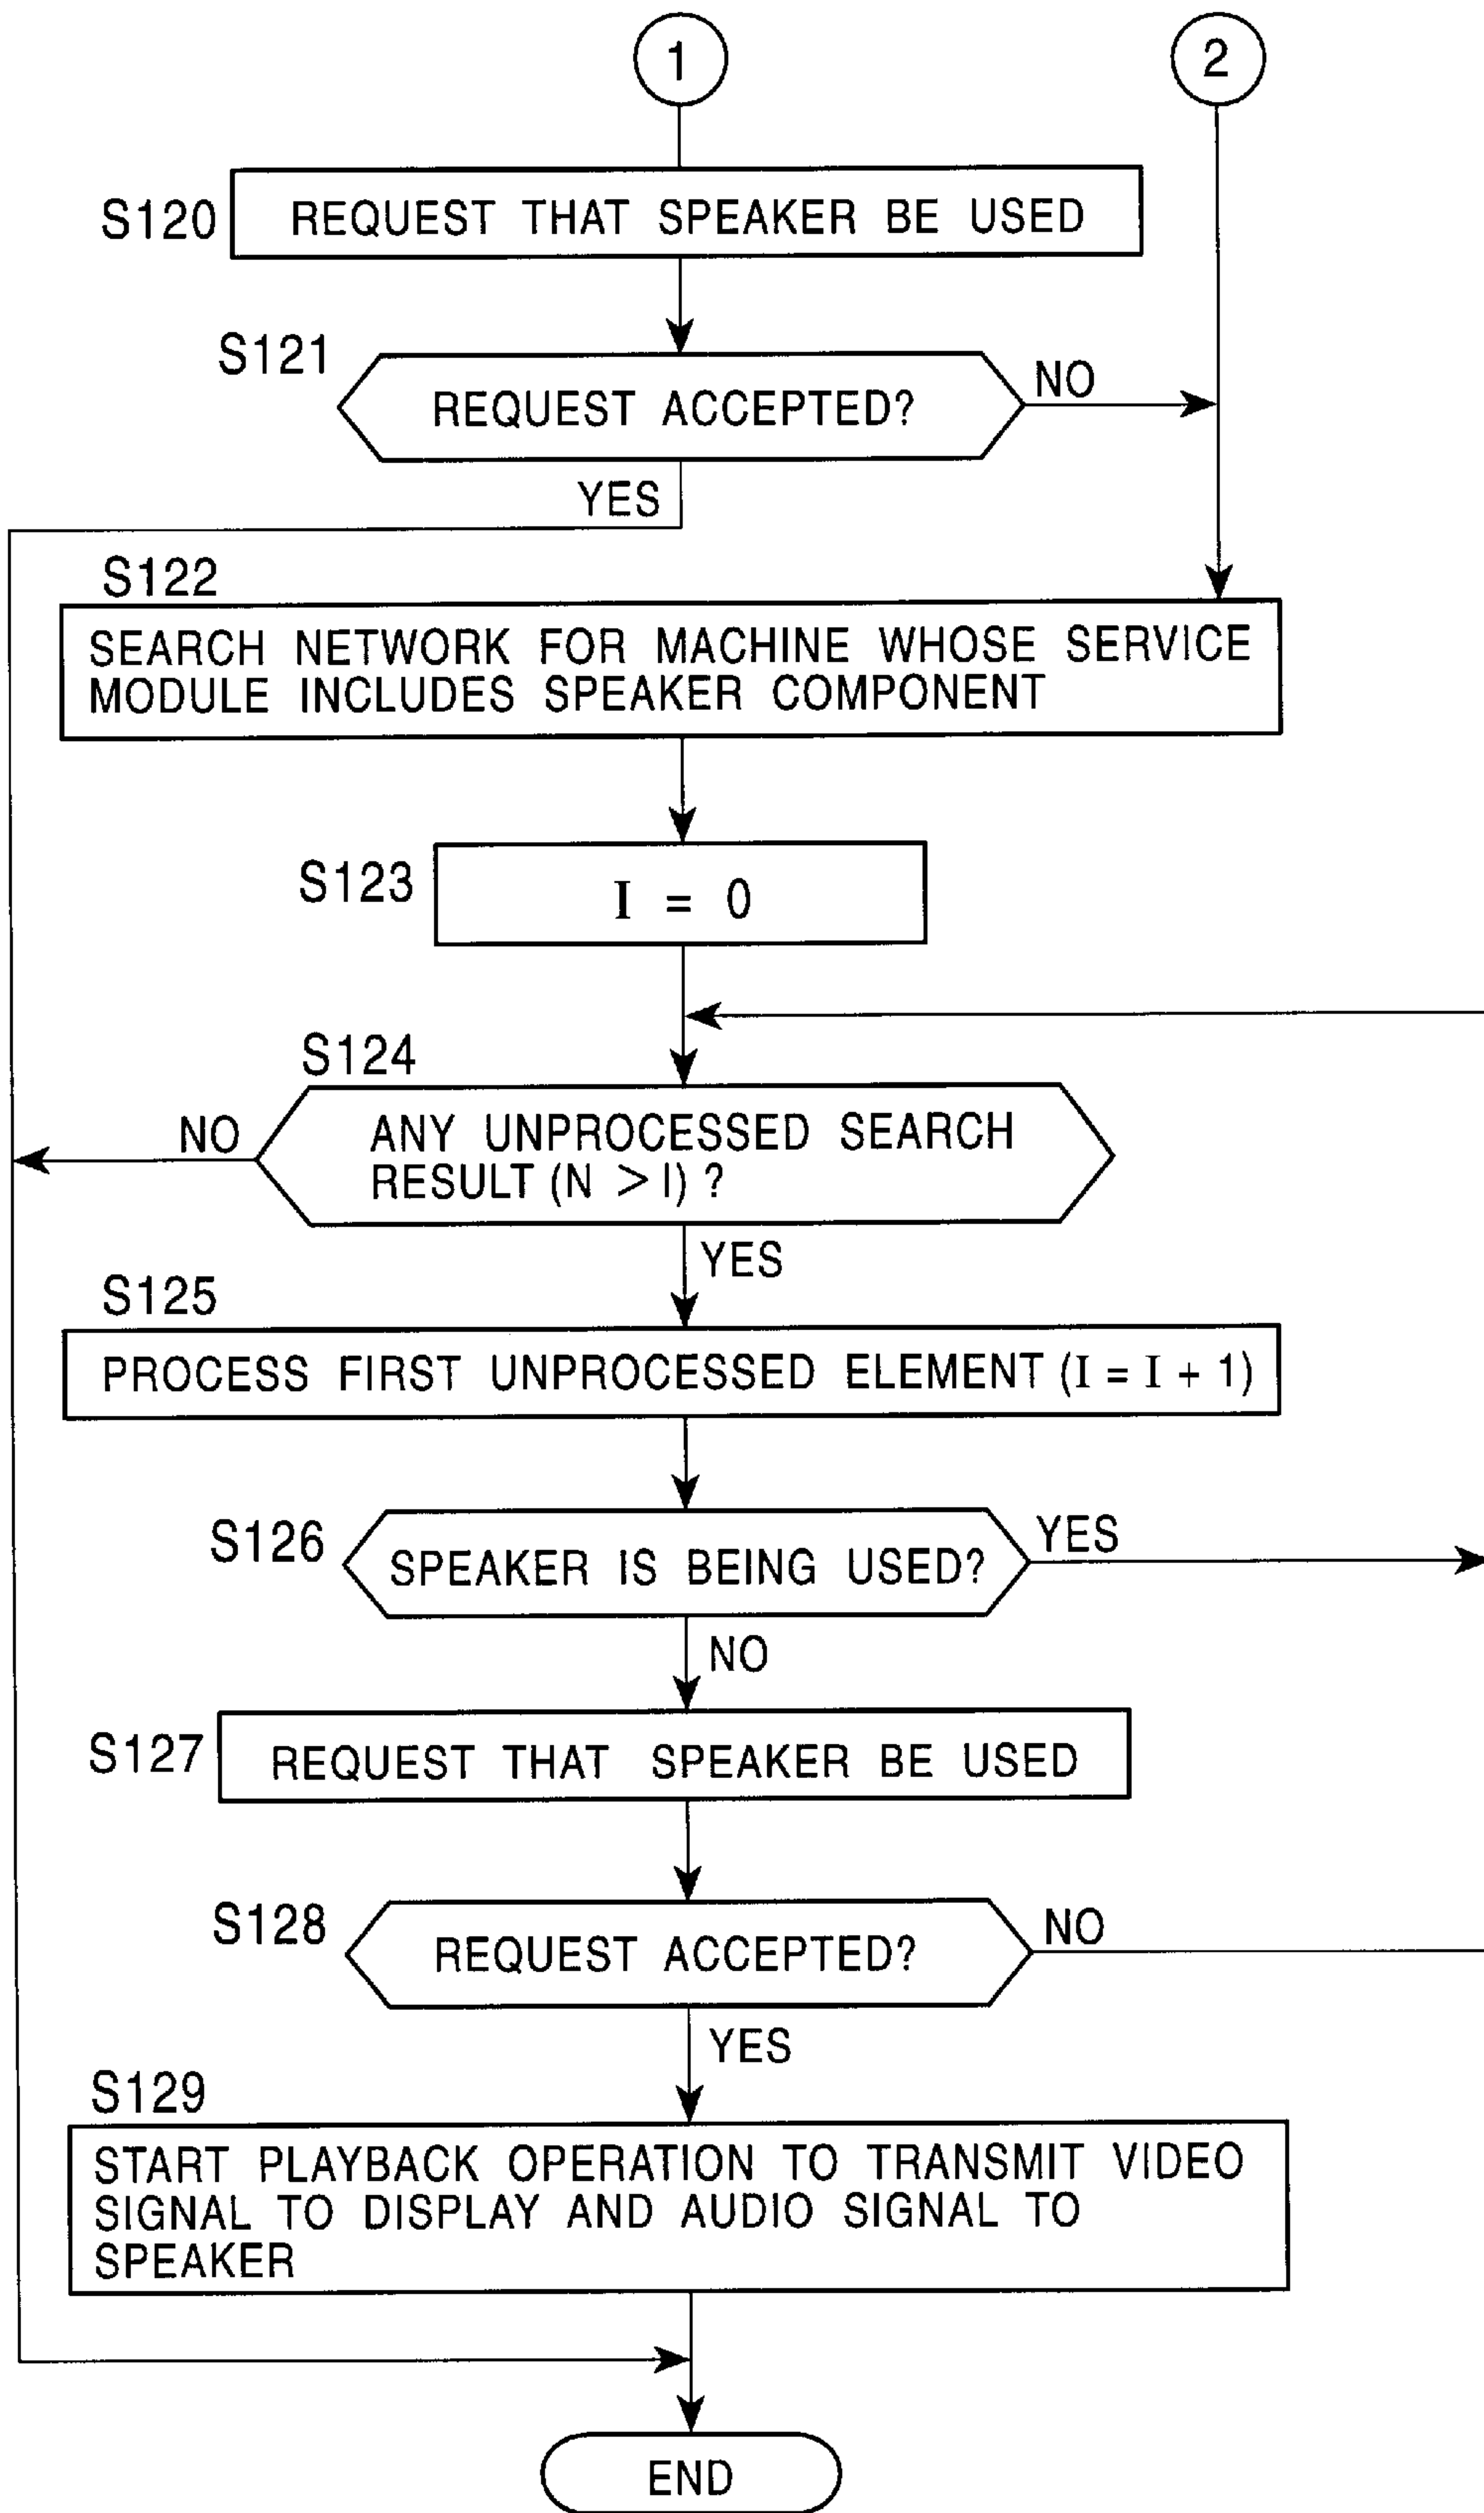 1
2
S120
REQUEST THAT SPEAKER BE USED
S121
REQUEST ACCEPTED?
NO
YES
S122
SEARCH NETWORK FOR MACHINE WHOSE SERVICE
MODULE INCLUDES SPEAKER COMPONENT
S123
I = 0
S124
ANY UNPROCESSED SEARCH
RESULT (N > I) ?
NO
YES
S125
PROCESS FIRST UNPROCESSED ELEMENT (I = I + 1)
S126
SPEAKER IS BEING USED?
YES
NO
S127
REQUEST THAT SPEAKER BE USED
S128
REQUEST ACCEPTED?
NO
YES
S129
START PLAYBACK OPERATION TO TRANSMIT VIDEO
SIGNAL TO DISPLAY AND AUDIO SIGNAL TO
SPEAKER
END